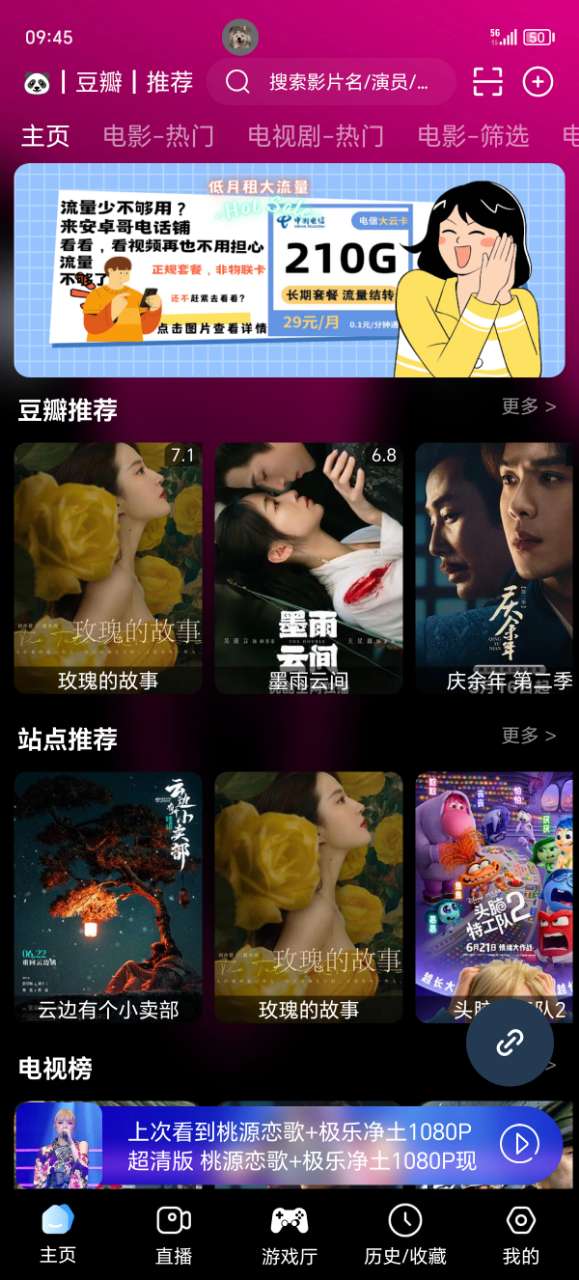 09:45
5G
50
豆瓣 | 推荐
搜索影片名/演员/...
主页
电影-热门
电视剧-热门
电影-筛选
电
低月租大流量
Hot Sale
流量少不够用？
来安卓哥电话铺
看看，看视频再也不用担心
流量
不够了
正规套餐，非物联卡
还不赶紧去看看？
点击图片查看详情
中国电信
电信大云卡
210G
长期套餐 流量结转
29元/月
0.1元/分钟通
豆瓣推荐
更多 >
7.1
玫瑰的故事
玫瑰的故事
6.8
墨雨
云间
THE DOUBLE
墨雨云间
庆余年
QING YU NIAN
庆余年 第二季
站点推荐
更多 >
云边有个小卖部
06.22
云边有个小卖部
玫瑰的故事
玫瑰的故事
头脑
特工队2
6月21日
头脑
队2
电视榜
>
上次看到桃源恋歌+极乐净土1080P
超清版 桃源恋歌+极乐净土1080P现
主页
直播
游戏厅
历史/收藏
我的